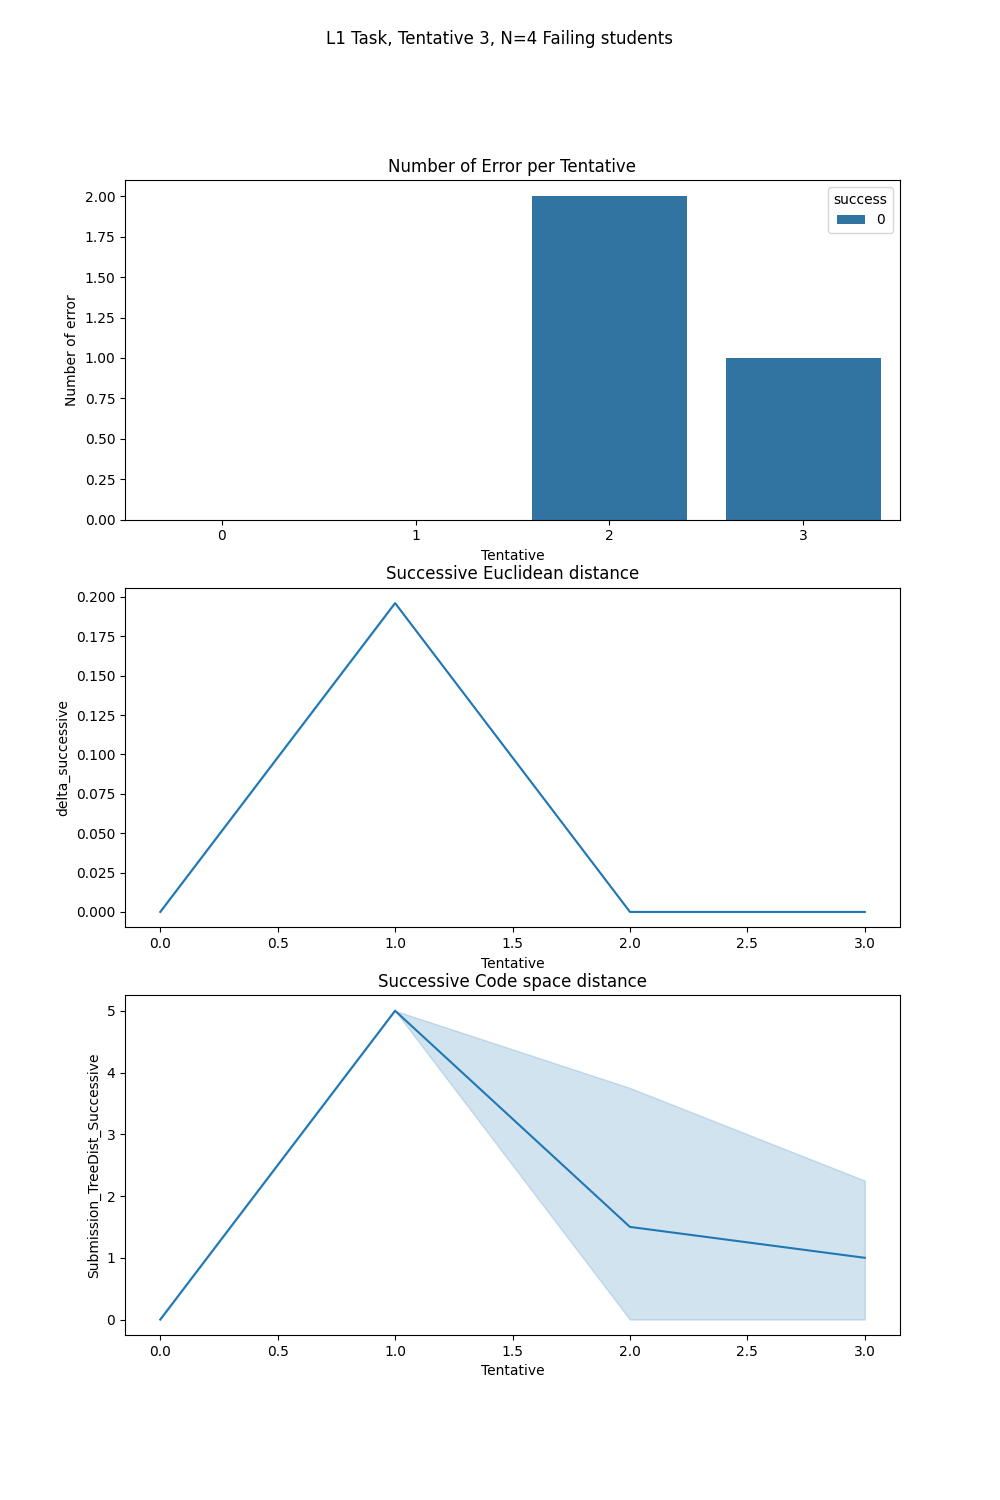 L1 Task, Tentative 3, N=4 Failing students
Number of Error per Tentative
2.00
1.75
1.50
1.25
1.00
0.75
0.50
0.25
0.00
Number of error
success
0
0 1 2 3
Tentative
Successive Euclidean distance
0.200
0.175
0.150
0.125
0.100
0.075
0.050
0.025
0.000
delta_successive
0.0 0.5 1.0 1.5 2.0 2.5 3.0
Tentative
Successive Code space distance
5
4
3
2
1
0
Submission_TreeDist_Successive
0.0 0.5 1.0 1.5 2.0 2.5 3.0
Tentative